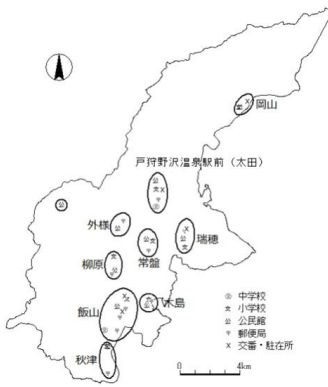 岡山
戸狩野沢温泉駅前（太田）
公
外様
瑞穂
常盤
柳原
木島
飯山
秋津
中学校
小学校
公民館
郵便局
交番・駐在所
0 4km